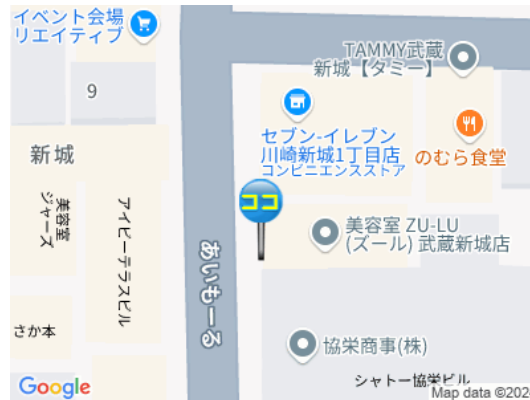 イベント会場
リエイティブ
TAMMY武蔵
新城【タミー】
9
セブン-イレブン
川崎新城1丁目店
コンビニエンスストア
のむら食堂
新城
美容室
ジャーズ
アイビーテラスビル
ココ
あいもーる
美容室 ZU-LU
(ズール) 武蔵新城店
さか本
協栄商事(株)
シャトー協栄ビル
Google
Map data ©202